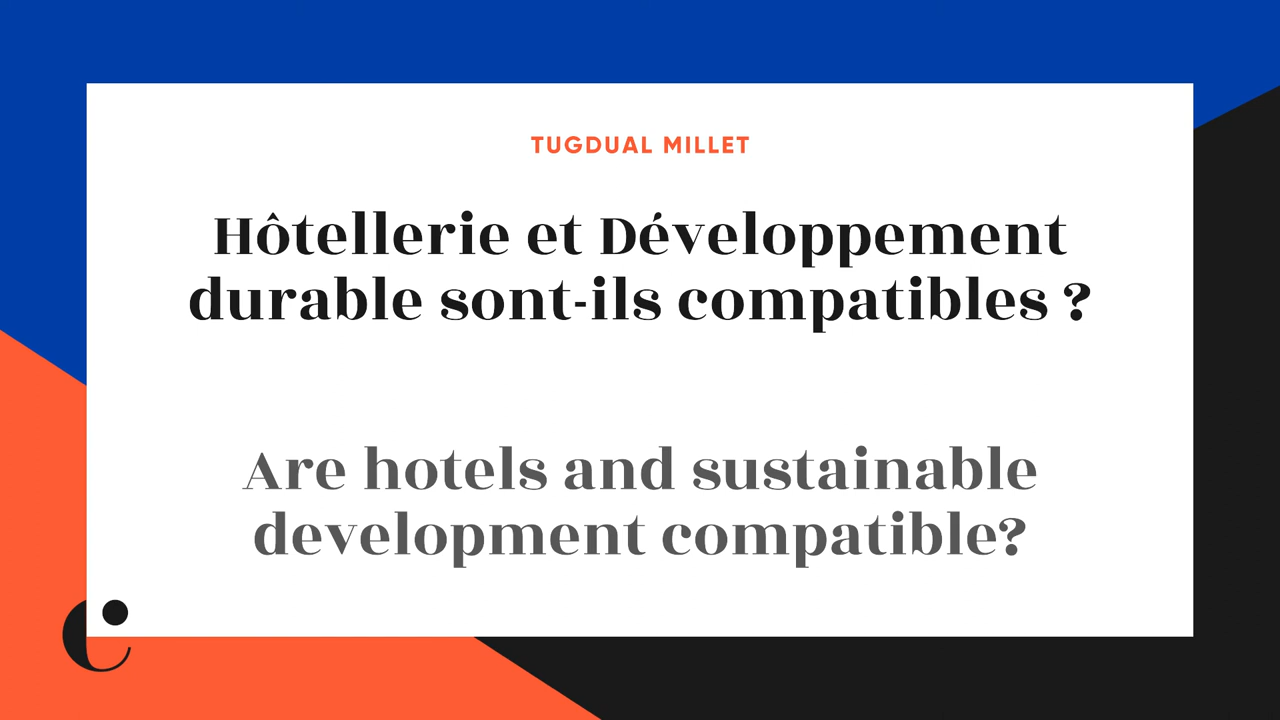 TUGDUAL MILLET
Hôtellerie et Développement
durable sont-ils compatibles ?
Are hotels and sustainable
development compatible?